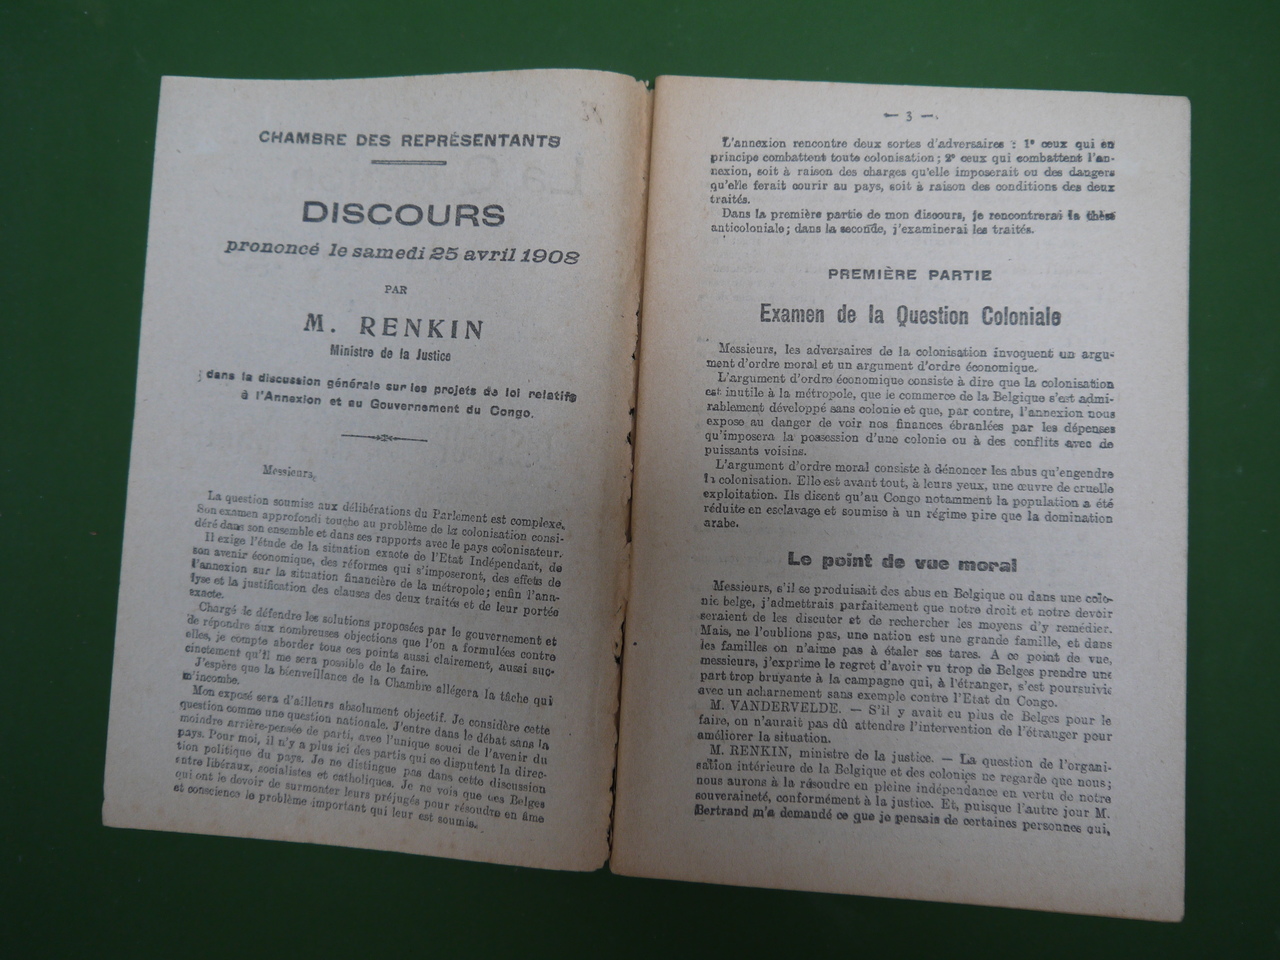 CHAMBRE DES REPRÉSENTANTS
DISCOURS
prononcé le samedi 25 avril 1908
PAR
M. RENKIN
Ministre de la Justice
dans la discussion générale sur les projets de loi relatifs
à l'Annexion et au Gouvernement du Congo.
Messieurs,
La question soumise aux délibérations du Parlement est complexe.
Son examen approfondi touche au problème de la colonisation consi-
déré dans son ensemble et dans ses rapports avec le pays colonisateur.
Il exige l'étude de la situation exacte de l'Etat Indépendant, de
son avenir économique, des réformes qui s'imposeront, des effets de
l'annexion sur la situation financière de la métropole; enfin l'ana-
lyse et la justification des clauses des deux traités et de leur portée
exacte.
Chargé de défendre les solutions proposées par le gouvernement et
de répondre aux nombreuses objections que l'on a formulées contre
elles, je compte aborder tous ces points aussi clairement, aussi suc-
cinctement qu'il me sera possible de le faire.
J'espère que la bienveillance de la Chambre allégera la tâche qui
m'incombe.
Mon exposé sera d'ailleurs absolument objectif. Je considère cette
question comme une question nationale. J'entre dans le débat sans la
moindre arrière-pensée de parti, avec l'unique souci de l'avenir du
pays. Pour moi, il n'y a plus ici des partis qui se disputent la direc-
tion politique du pays. Je ne distingue pas dans cette discussion
entre libéraux, socialistes et catholiques. Je ne vois que des Belges
qui ont le devoir de surmonter leurs préjugés pour résoudre en âme
et conscience le problème important qui leur est soumis.
— 3 —
L'annexion rencontre deux sortes d'adversaires : 1º ceux qui en
principe combattent toute colonisation ; 2º ceux qui combattent l'an-
nexion, soit à raison des charges qu'elle imposerait ou des dangers
qu'elle ferait courir au pays, soit à raison des conditions des deux
traités.
Dans la première partie de mon discours, je rencontrerai la thèse
anticoloniale; dans la seconde, j'examinerai les traités.
PREMIÈRE PARTIE
Examen de la Question Coloniale
Messieurs, les adversaires de la colonisation invoquent un argu-
ment d'ordre moral et un argument d'ordre économique.
L'argument d'ordre économique consiste à dire que la colonisation
est inutile à la métropole, que le commerce de la Belgique s'est admi-
rablement développé sans colonie et que, par contre, l'annexion nous
expose au danger de voir nos finances ébranlées par les dépenses
qu'imposera la possession d'une colonie ou à des conflits avec de
puissants voisins.
L'argument d'ordre moral consiste à dénoncer les abus qu'engendre
la colonisation. Elle est avant tout, à leurs yeux, une œuvre de cruelle
exploitation. Ils disent qu'au Congo notamment la population a été
réduite en esclavage et soumise à un régime pire que la domination
arabe.
Le point de vue moral
Messieurs, s'il se produisait des abus en Belgique ou dans une colo-
nie belge, j'admettrais parfaitement que notre droit et notre devoir
seraient de les discuter et de rechercher les moyens d'y remédier.
Mais, ne l'oublions pas, une nation est une grande famille, et dans
les familles on n'aime pas à étaler ses tares. A ce point de vue,
messieurs, j'exprime le regret d'avoir vu trop de Belges prendre une
part trop bruyante à la campagne qui, à l'étranger, s'est poursuivie
avec un acharnement sans exemple contre l'Etat du Congo.
M. VANDERVELDE. — S'il y avait eu plus de Belges pour le
faire, on n'aurait pas dû attendre l'intervention de l'étranger pour
améliorer la situation.
M. RENKIN, ministre de la justice. — La question de l'organi-
sation intérieure de la Belgique et des colonies ne regarde que nous;
nous aurons à la résoudre en pleine indépendance en vertu de notre
souveraineté, conformément à la justice. Et, puisque l'autre jour M.
Bertrand m'a demandé ce que je pensais de certaines personnes qui,